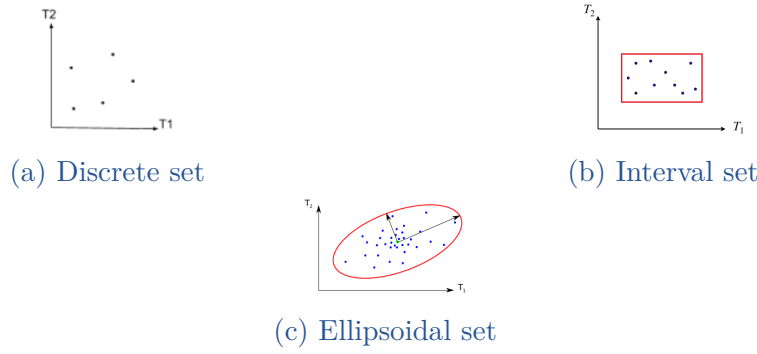 T2
T1
(a) Discrete set
T₂
T₁
(b) Interval set
T₂
T₁
(c) Ellipsoidal set